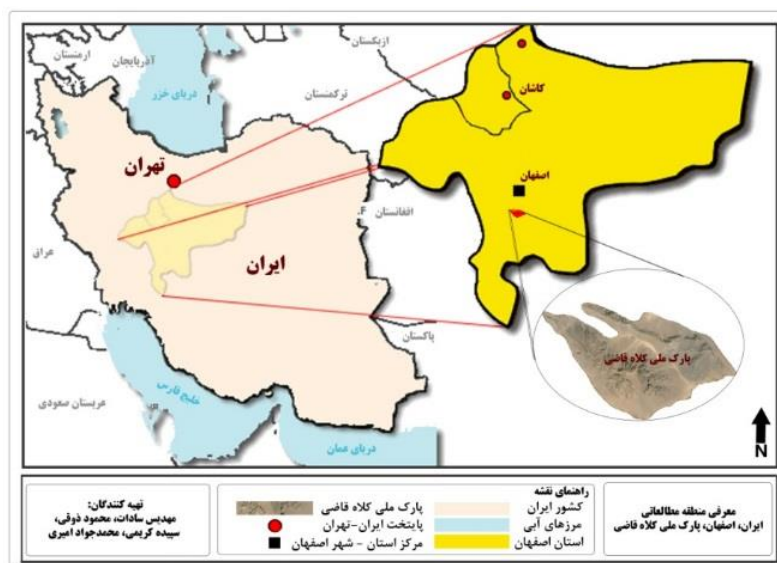 ازبکستان
ارمنستان
آذربایجان
دریای خزر
ترکمنستان
کاشان
تهران
اصفهان
افغانستان
عراق
ایران
پاکستان
پارک ملی کلاه قاضی
خلیج فارس
عربستان سعودی
دریای عمان
N
راهنمای نقشه
کشور ایران
مرزهای آبی
استان اصفهان
پارک ملی کلاه قاضی
پایتخت ایران-تهران
مرکز استان - شهر اصفهان
معرفی منطقه مطالعاتی
ایران، اصفهان، پارک ملی کلاه قاضی
تهیه کنندگان:
مهدیس سادات، محمود ذوقی،
سپیده کریمی، محمدجواد امیری